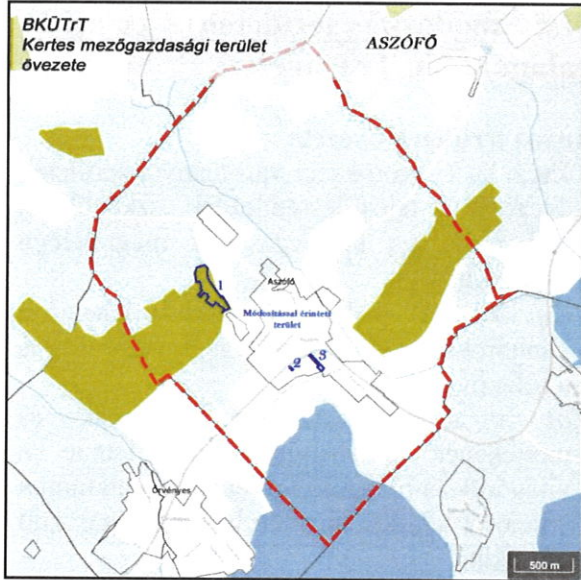 BKÜTrT
Kertes mezőgazdasági terület
övezete
ASZÓFŐ
1
Aszófő
Módosítással érintett
terület
2
3
Örvényes
500 m